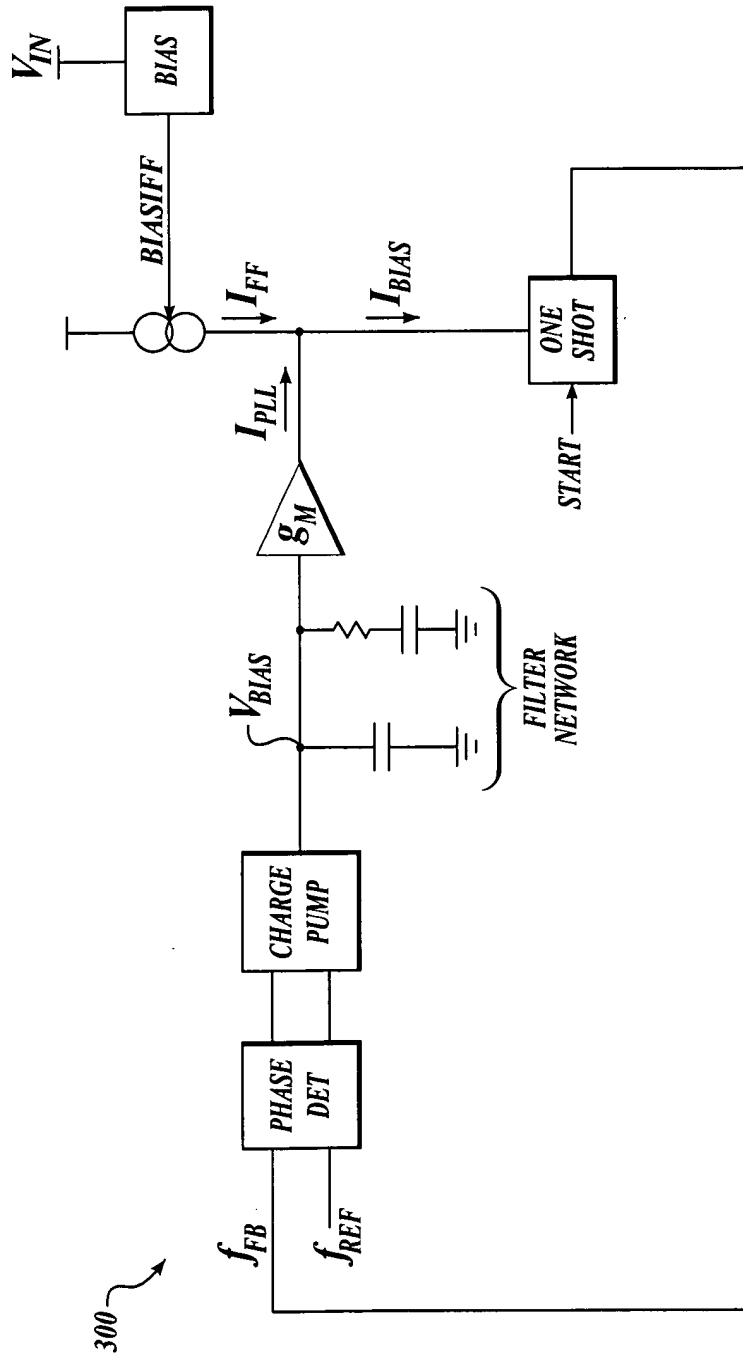 300
f_FB
f_REF
PHASE
DET
CHARGE
PUMP
V_BIAS
FILTER
NETWORK
g_M
I_PLL
I_FF
I_BIAS
BIASIFF
V_IN
BIAS
START
ONE
SHOT